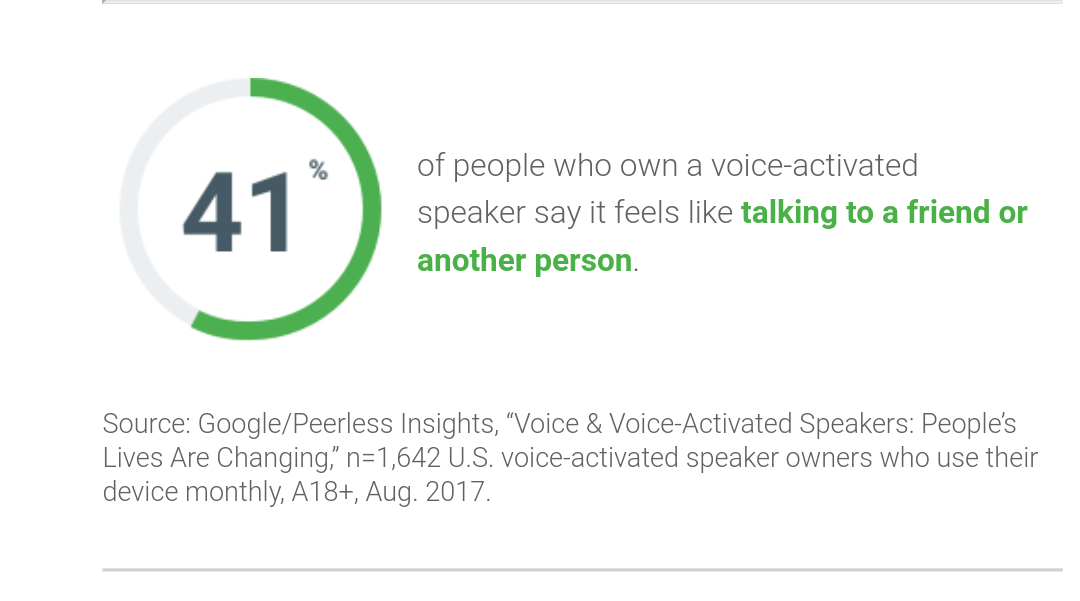 41%
of people who own a voice-activated
speaker say it feels like talking to a friend or
another person.
Source: Google/Peerless Insights, “Voice & Voice-Activated Speakers: People’s
Lives Are Changing,” n=1,642 U.S. voice-activated speaker owners who use their
device monthly, A18+, Aug. 2017.